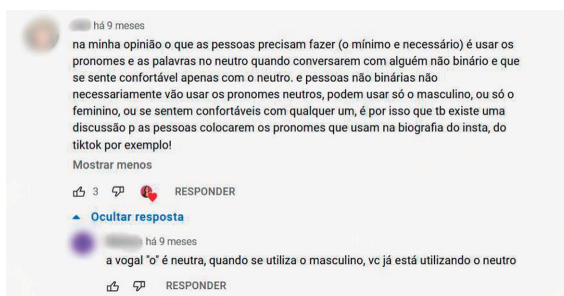 há 9 meses
na minha opinião o que as pessoas precisam fazer (o mínimo e necessário) é usar os
pronomes e as palavras no neutro quando conversarem com alguém não binário e que
se sente confortável apenas com o neutro. e pessoas não binárias não
necessariamente vão usar os pronomes neutros, podem usar só o masculino, ou só o
feminino, ou se sentem confortáveis com qualquer um, é por isso que tb existe uma
discussão p as pessoas colocarem os pronomes que usam na biografia do insta, do
tiktok por exemplo!
Mostrar menos
3 RESPONDER
Ocultar resposta
há 9 meses
a vogal "o" é neutra, quando se utiliza o masculino, vc já está utilizando o neutro
RESPONDER